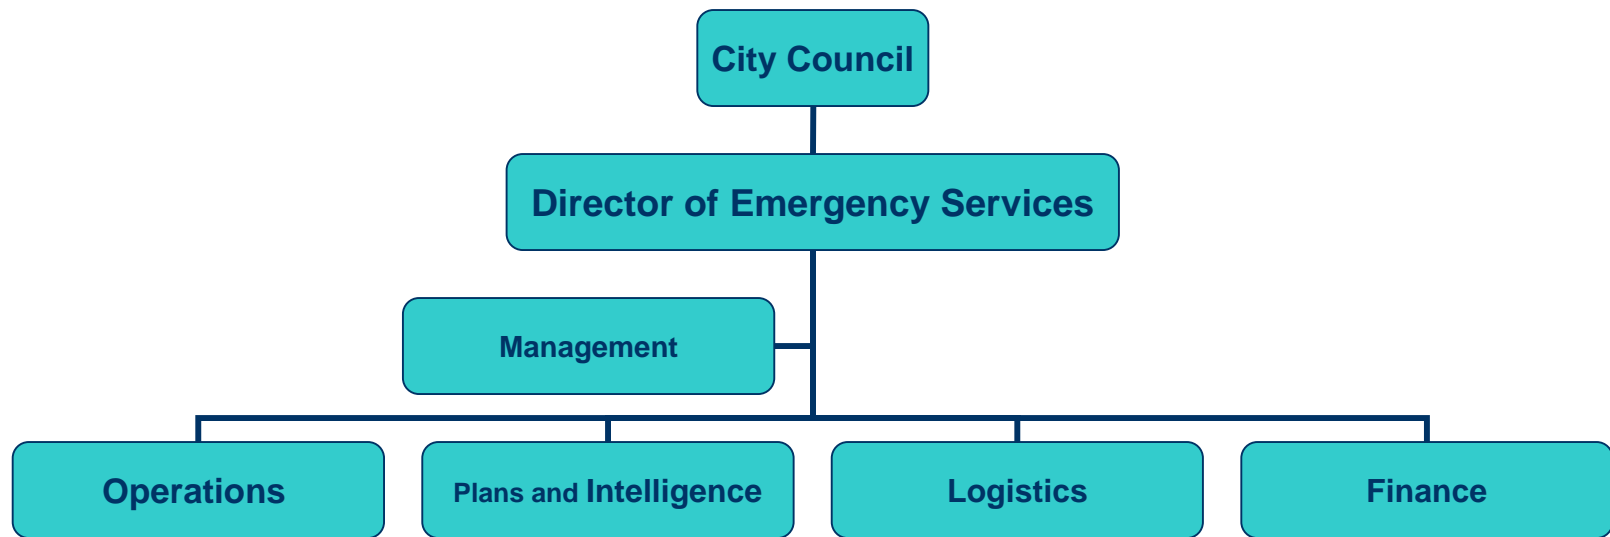 City Council
Director of Emergency Services
Management
Operations
Plans and Intelligence
Logistics
Finance